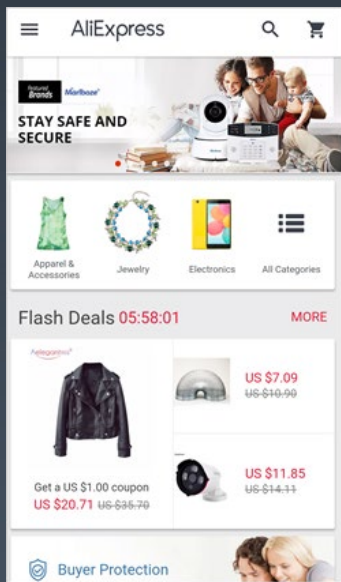 AliExpress
Featured
Brands
Marlboze
STAY SAFE AND
SECURE
Apparel &
Accessories
Jewelry
Electronics
All Categories
Flash Deals 05:58:01
MORE
Aelegantmis
Get a US $1.00 coupon
US $20.71 US $35.70
US $7.09
US $10.90
US $11.85
US $14.11
Buyer Protection